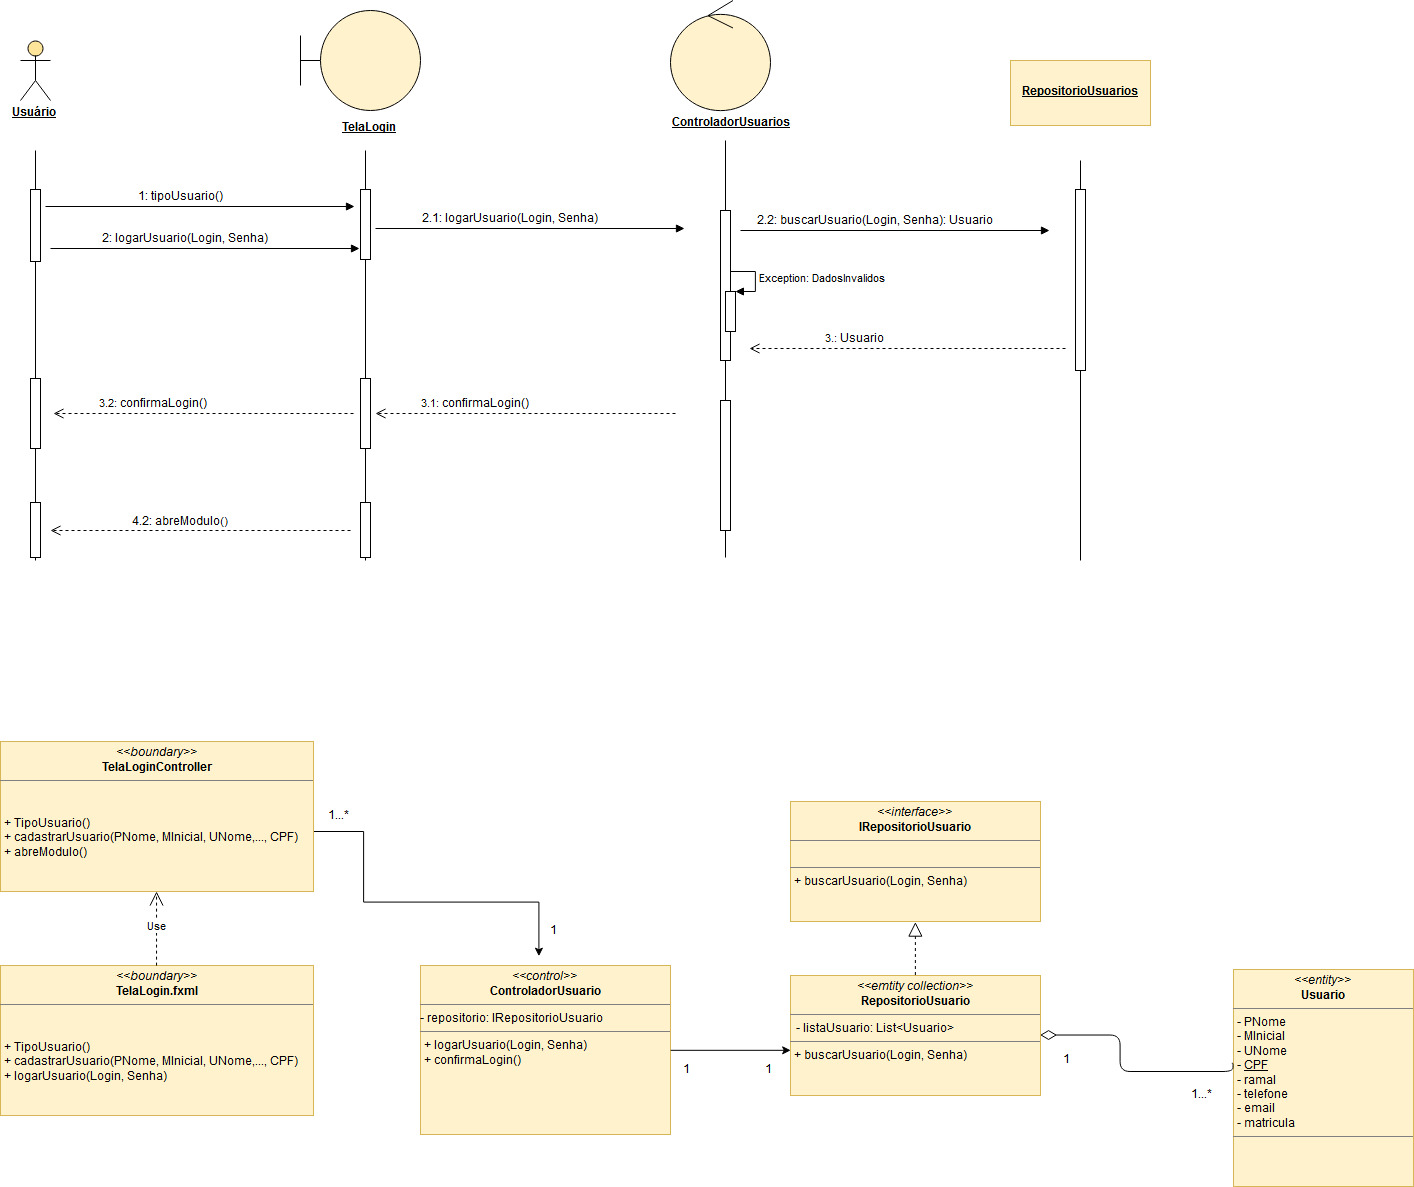 Usuário
TelaLogin
ControladorUsuarios
RepositorioUsuarios
1: tipoUsuario()
2.1: logarUsuario(Login, Senha)
2.2: buscarUsuario(Login, Senha): Usuario
2: logarUsuario(Login, Senha)
Exception: DadosInvalidos
3.: Usuario
3.2: confirmaLogin()
3.1: confirmaLogin()
4.2: abreModulo()
<<boundary>>
TelaLoginController
+ TipoUsuario()
+ cadastrarUsuario(PNome, MInicial, UNome,..., CPF)
+ abreModulo()
1...*
1
Use
<<boundary>>
TelaLogin.fxml
+ TipoUsuario()
+ cadastrarUsuario(PNome, MInicial, UNome,..., CPF)
+ logarUsuario(Login, Senha)
<<control>>
ControladorUsuario
- repositorio: IRepositorioUsuario
+ logarUsuario(Login, Senha)
+ confirmaLogin()
1
1
<<interface>>
IRepositorioUsuario
+ buscarUsuario(Login, Senha)
<<emtity collection>>
RepositorioUsuario
- listaUsuario: List<Usuario>
+ buscarUsuario(Login, Senha)
1
1...*
<<entity>>
Usuario
- PNome
- MInicial
- UNome
- CPF
- ramal
- telefone
- email
- matricula